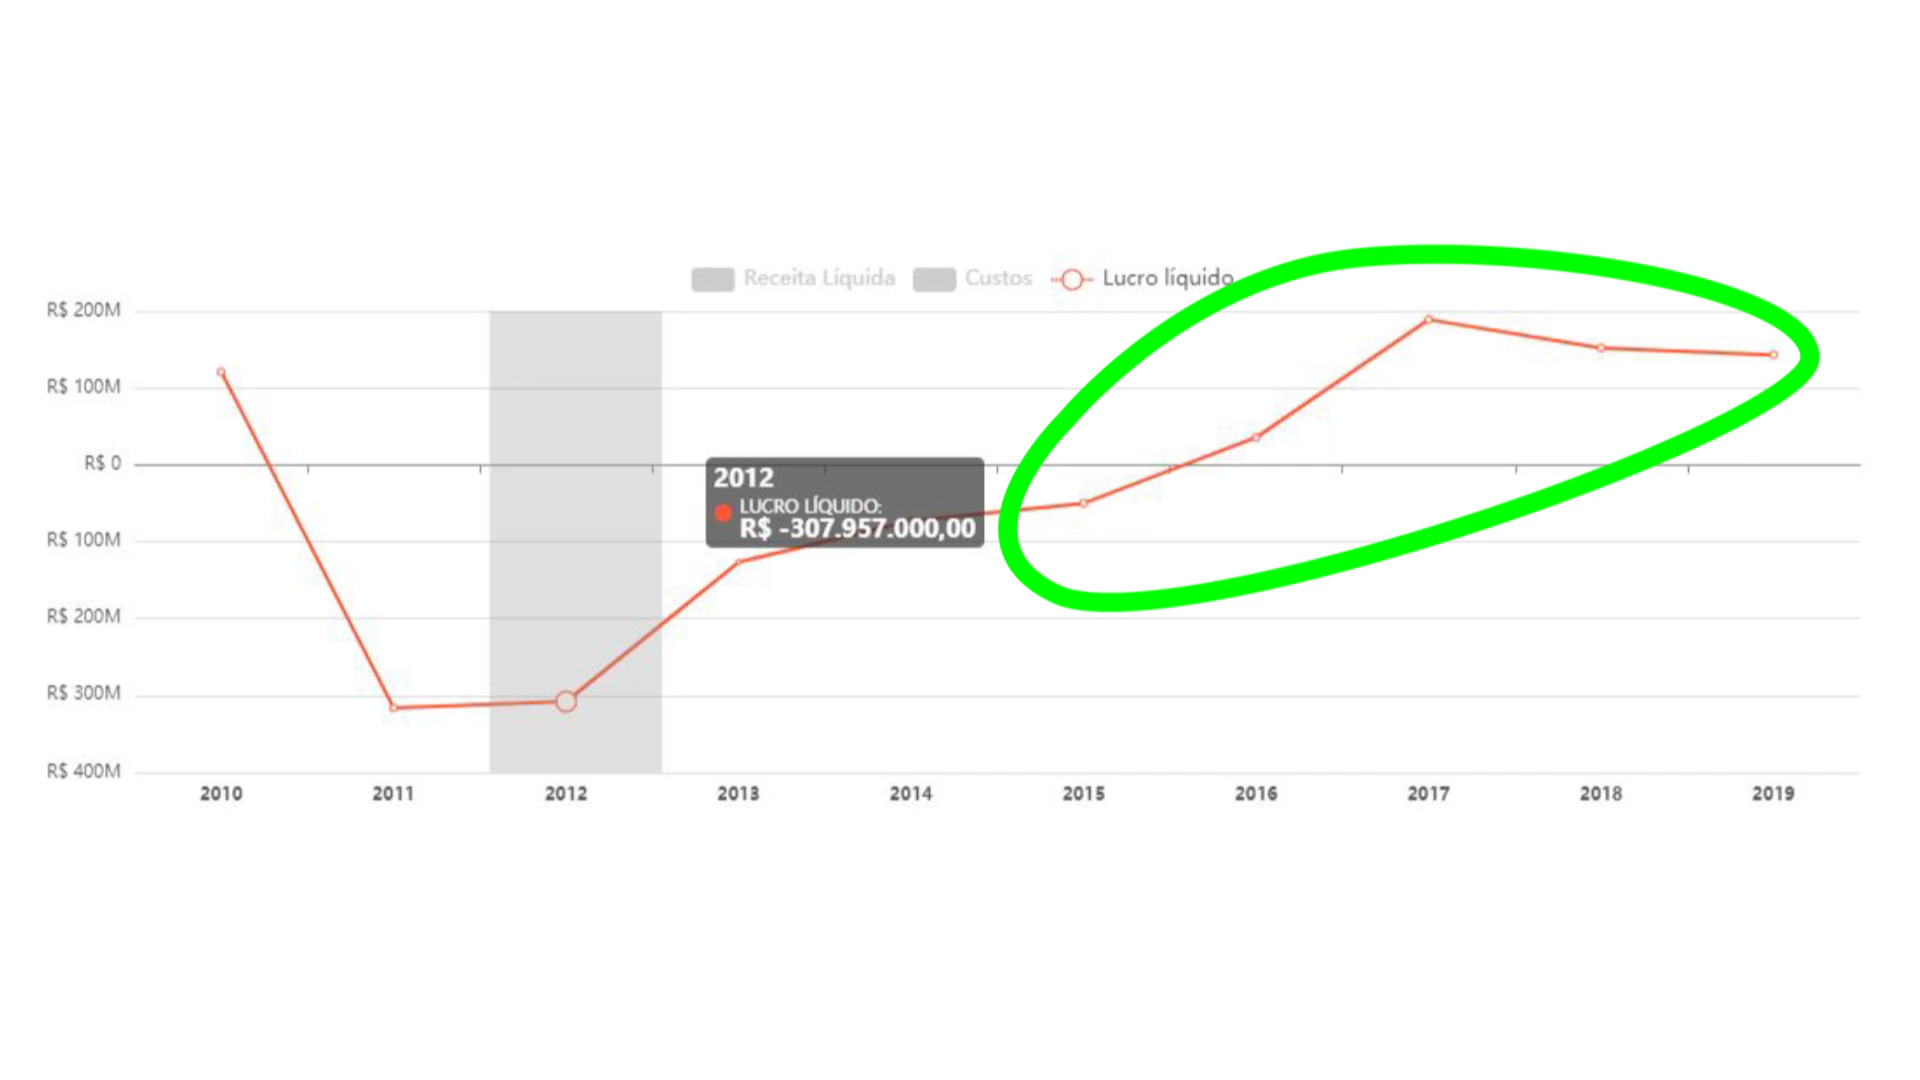 Receita Líquida Custos Lucro líquido
R$ 200M
R$ 100M
R$ 0
R$ 100M
R$ 200M
R$ 300M
R$ 400M
2012
LUCRO LÍQUIDO:
R$ -307.957.000,00
2010 2011 2012 2013 2014 2015 2016 2017 2018 2019